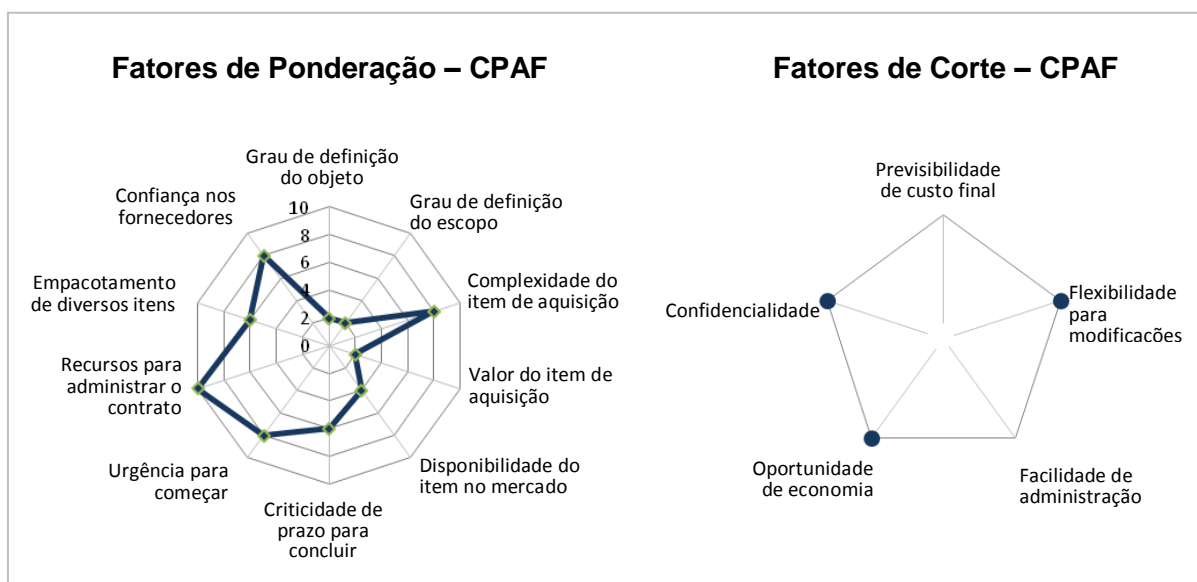 Fatores de Ponderação – CPAF
Grau de definição
do objeto
Grau de definição
do escopo
Complexidade do
item de aquisição
Valor do item de
aquisição
Disponibilidade do
item no mercado
Criticidade de
prazo para
concluir
Urgência para
começar
Recursos para
administrar o
contrato
Empacotamento
de diversos itens
Confiança nos
fornecedores
10
8
6
4
2
0
Fatores de Corte – CPAF
Previsibilidade
de custo final
Flexibilidade
para
modificacões
Facilidade de
administração
Oportunidade
de economia
Confidencialidade